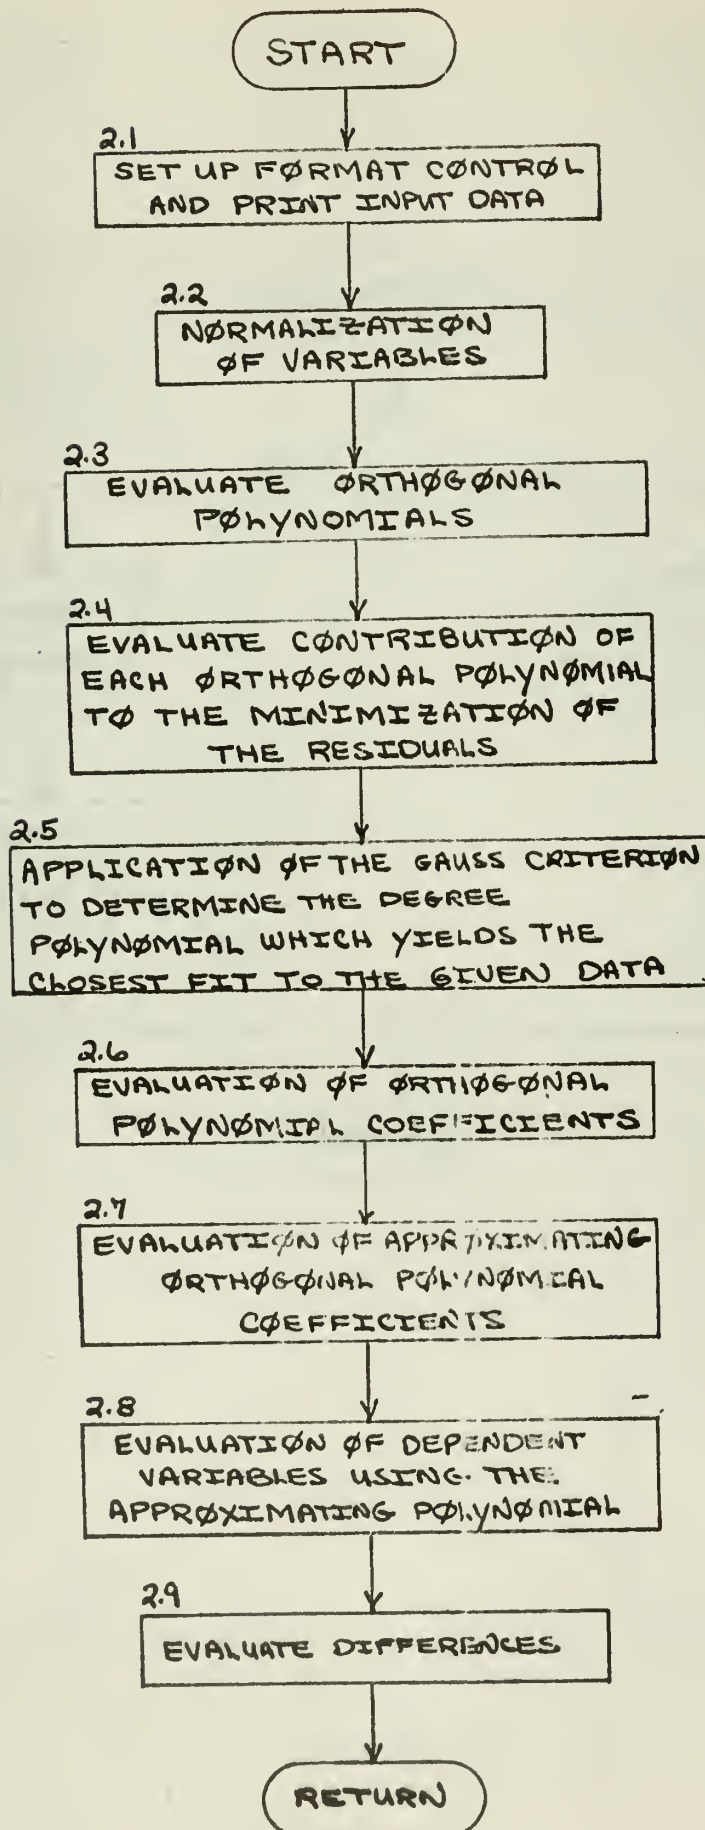 START
2.1
SET UP FØRMAT CØNTRØL
AND PRINT INPUT DATA
2.2
NØRMALIZATIØN
ØF VARIABLES
2.3
EVALUATE ØRTHØGØNAL
PØLYNOMIALS
2.4
EVALUATE CØNTRIBUTIØN OF
EACH ØRTHØGØNAL PØLYNØMIAL
TØ THE MINIMIZATIØN ØF
THE RESIDUALS
2.5
APPLICATIØN ØF THE GAUSS CRITERIØN
TO DETERMINE THE DEGREE
PØLYNØMIAL WHICH YIELDS THE
CLOSEST FIT TO THE GIVEN DATA
2.6
EVALUATIØN ØF ØRTHØGØNAL
PØLYNØMIAL COEFFICIENTS
2.7
EVALUATIØN ØF APPRØXIMATING
ØRTHØGØNAL PØLYNØMIAL
CØEFFICIENTS
2.8
EVALUATIØN ØF DEPENDENT
VARIABLES USING THE
APPRØXIMATING PØLYNØMIAL
2.9
EVALUATE DIFFERENCES
RETURN